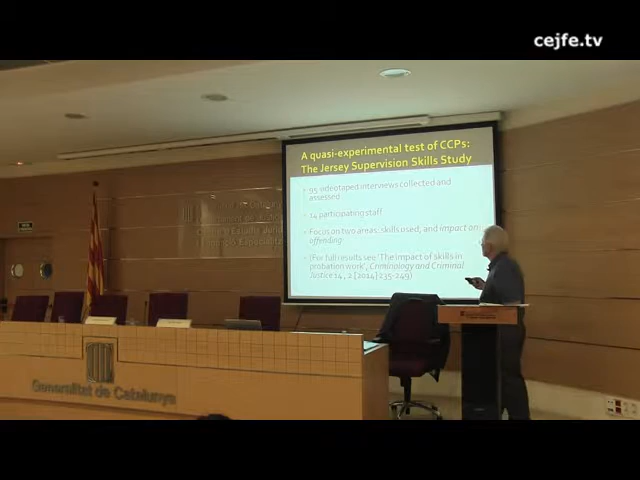 cejfe.tv
A quasi-experimental test of CCPs:
The Jersey Supervision Skills Study
95 videotaped interviews collected and
assessed
14 participating staff
Focus on two areas: skills used, and impact on
offending
(For full results see 'The impact of skills in
probation work', Criminology and Criminal
Justice 14, 2 [2014] 235-249)
Generalitat de Catalunya